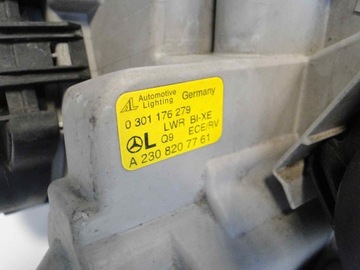 AL Automotive Lighting Germany
0 301 176 279
LWR BI-XE
L Q9 ECE/RV
A 230 820 77 61